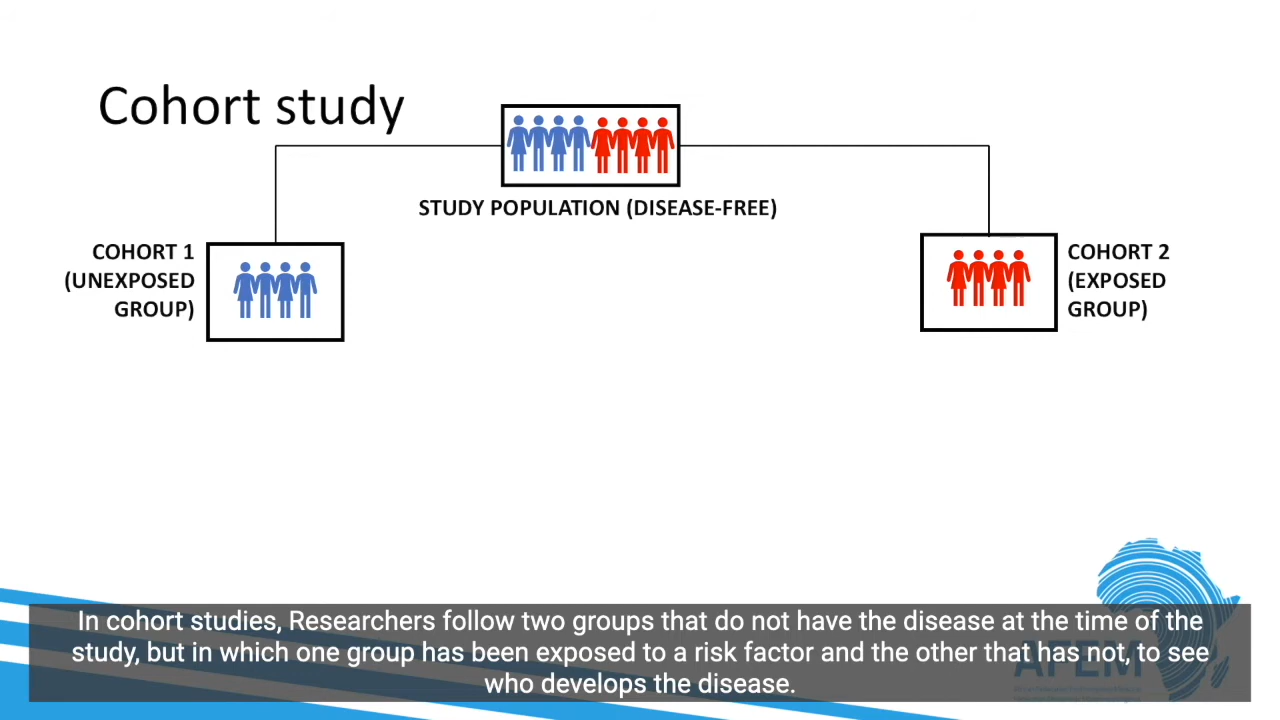 Cohort study
STUDY POPULATION (DISEASE-FREE)
COHORT 1
(UNEXPOSED
GROUP)
COHORT 2
(EXPOSED
GROUP)
AFEM
In cohort studies, Researchers follow two groups that do not have the disease at the time of the
study, but in which one group has been exposed to a risk factor and the other that has not, to see
who develops the disease.